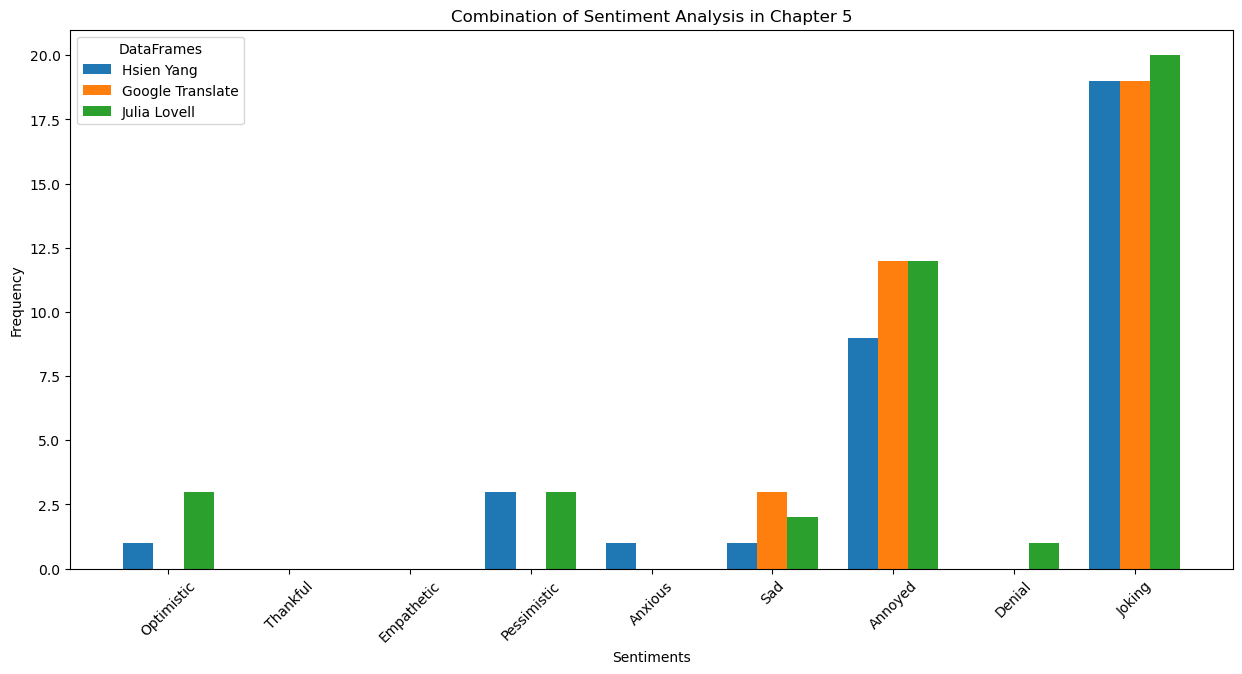 Combination of Sentiment Analysis in Chapter 5
DataFrames
Hsien Yang
Google Translate
Julia Lovell
Frequency
20.0
17.5
15.0
12.5
10.0
7.5
5.0
2.5
0.0
Optimistic
Thankful
Empathetic
Pessimistic
Anxious
Sad
Annoyed
Denial
Joking
Sentiments